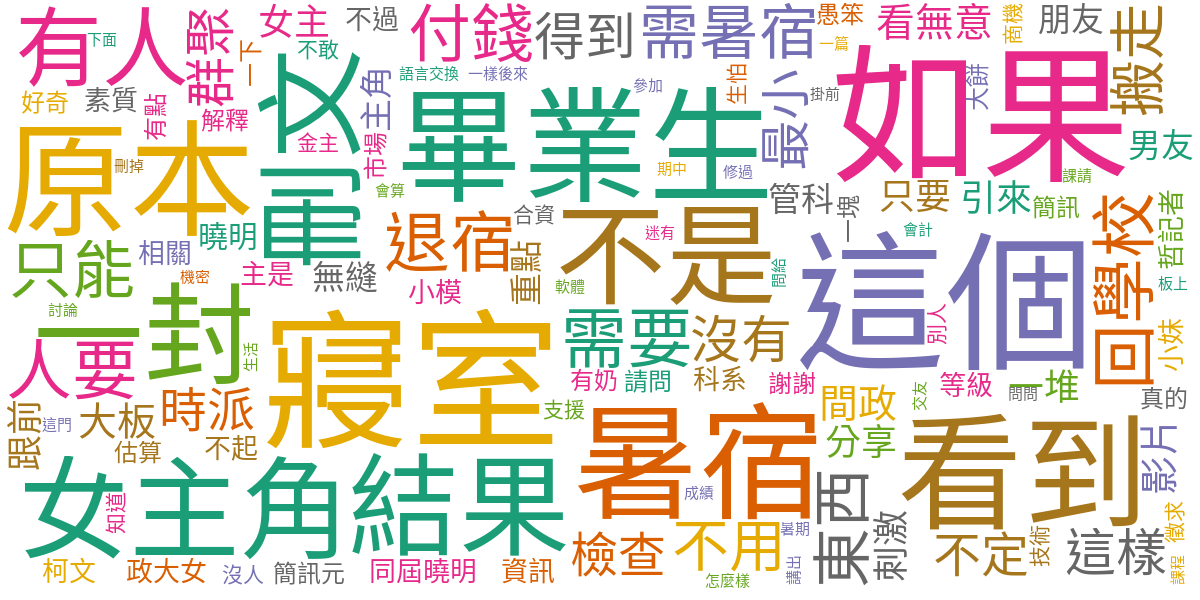 有人
下面
群聚
一下
女主
不過
不敢
付錢
得到
需暑宿
愚笨
一篇
看無意
商機
朋友
搬走
好奇
素質
有點
解釋
文
主角
語言交換
一樣後來
參加
生怕
最小
掛前
大餅
如果
男友
原本
刪掉
金主
市場
會算
畢業生
期中
修過
課請
管科
一塊
只要
引來
簡訊
回學校
哲記者
只能
相關
曉明
剷
退宿
合資
重點
不是
迷有
會計
這個
機密
主是
無縫
小模
軟體
問給
板上
討論
一封
生活
寢室
需要
沒有
別人
小妹
人要
有奶
請問
科系
謝謝
交友
等級
問問
一堆
真的
跟前
這門
大板
時派
支援
間政
估算
不起
分享
暑宿
看到
影片
女主角
結果
知道
成績
東西
刺激
暑期
不用
不定
技術
這樣
徵求
柯文
政大女
沒人
簡訊元
同屆曉明
資訊
檢查
怎麼樣
講出
課程